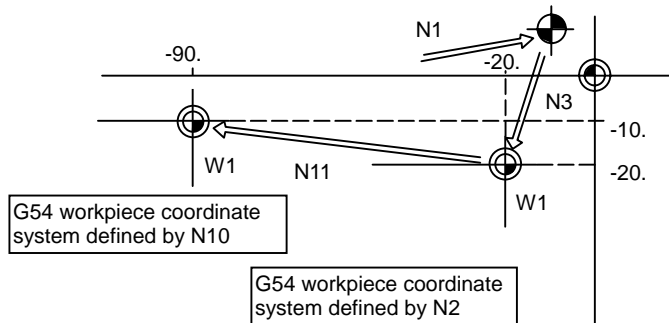 N1
-90.
-20.
N3
-10.
W1
N11
-20.
W1
G54 workpiece coordinate
system defined by N10
G54 workpiece coordinate
system defined by N2